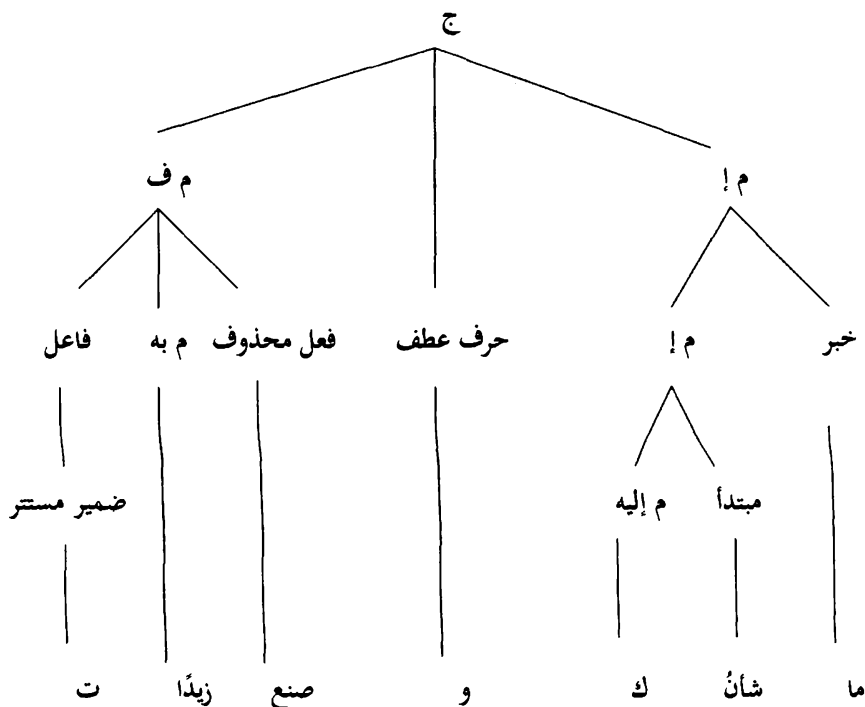 ج
م إ م ف
خبر م إ حرف عطف فعل محذوف م به فاعل
مبتدأ م إليه ضمير مستتر
ما شأنُ ك و صنع زيدًا ت